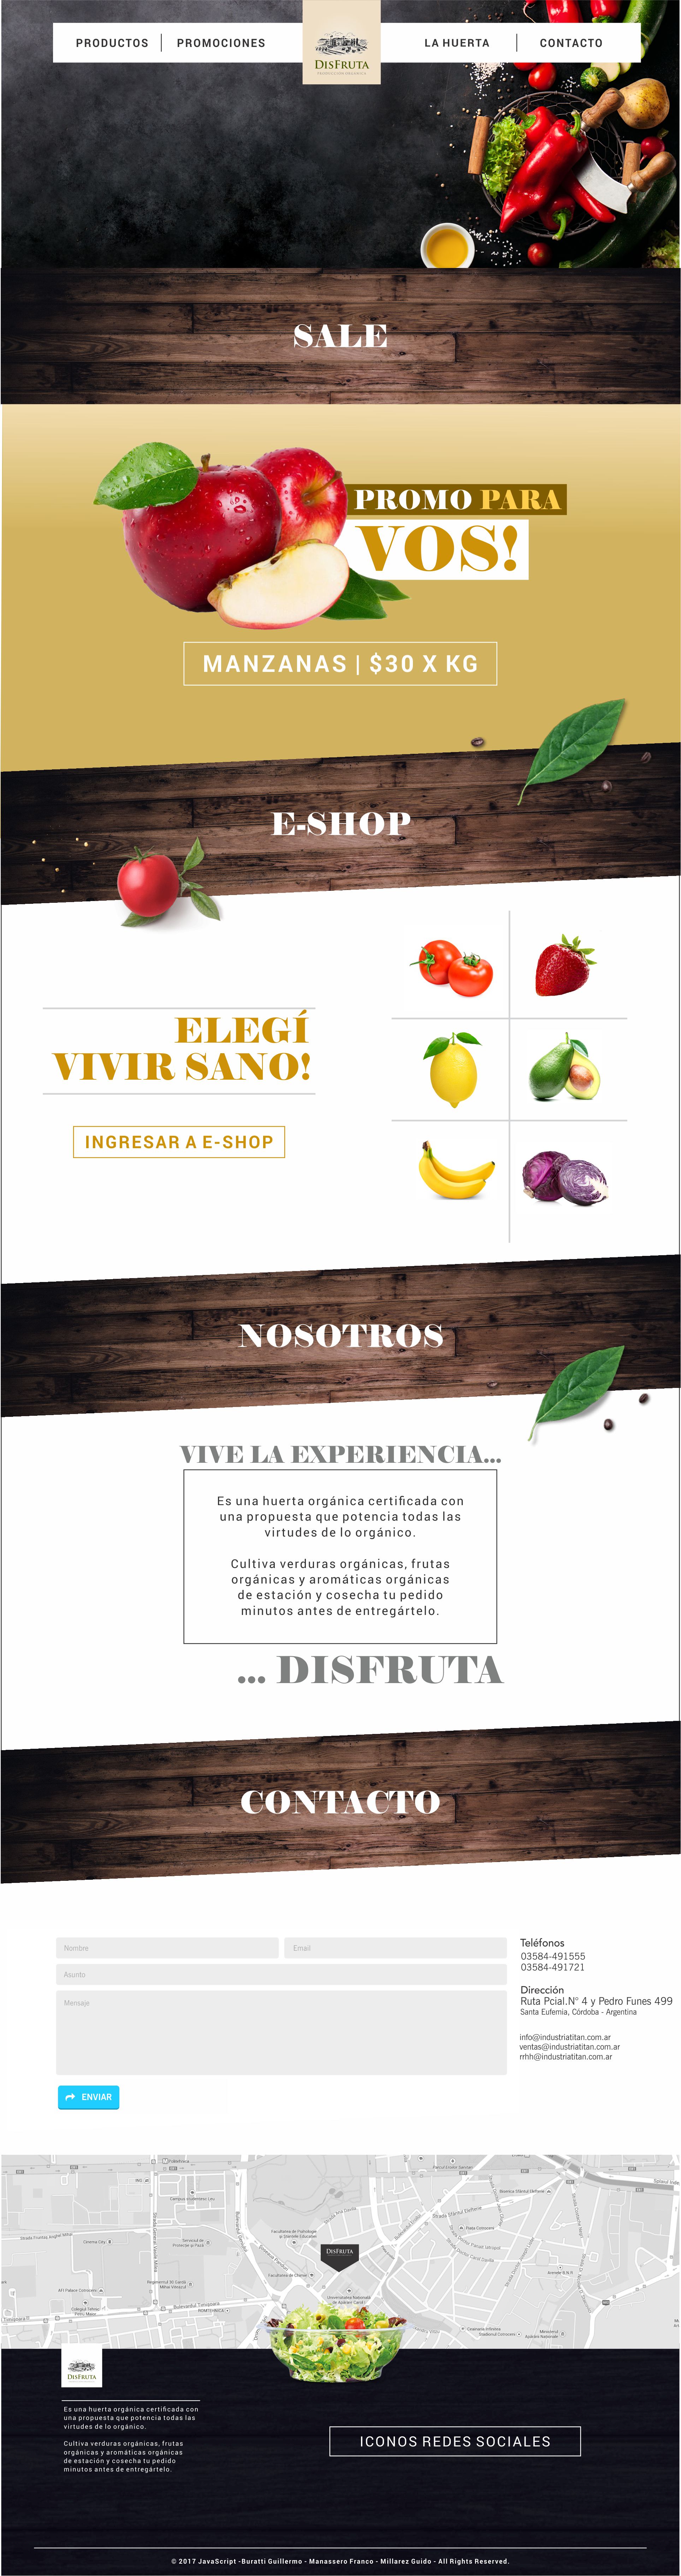 PRODUCTOS
PROMOCIONES
DISFRUTA
PRODUCCION ORGÁNICA
LA HUERTA
CONTACTO
SALE
PROMO PARA
VOS!
MANZANAS | $30 X KG
E-SHOP
ELEGÍ
VIVIR SANO!
INGRESAR A E-SHOP
NOSOTROS
VIVE LA EXPERIENCIA...
Es una huerta orgánica certificada con
una propuesta que potencia todas las
virtudes de lo orgánico.
Cultiva verduras orgánicas, frutas
orgánicas y aromáticas orgánicas
de estación y cosecha tu pedido
minutos antes de entregártelo.
... DISFRUTA
CONTACTO
Nombre
Email
Asunto
Mensaje
ENVIAR
Teléfonos
03584-491555
03584-491721
Dirección
Ruta Pcial.N° 4 y Pedro Funes 499
Santa Eufemia, Córdoba - Argentina
info@industriatitan.com.ar
ventas@industriatitan.com.ar
rrhh@industriatitan.com.ar
DISFRUTA
DISFRUTA
Es una huerta orgánica certificada con
una propuesta que potencia todas las
virtudes de lo orgánico.
Cultiva verduras orgánicas, frutas
orgánicas y aromáticas orgánicas
de estación y cosecha tu pedido
minutos antes de entregártelo.
ICONOS REDES SOCIALES
© 2017 JavaScript -Buratti Guillermo - Manassero Franco - Millarez Guido - All Rights Reserved.